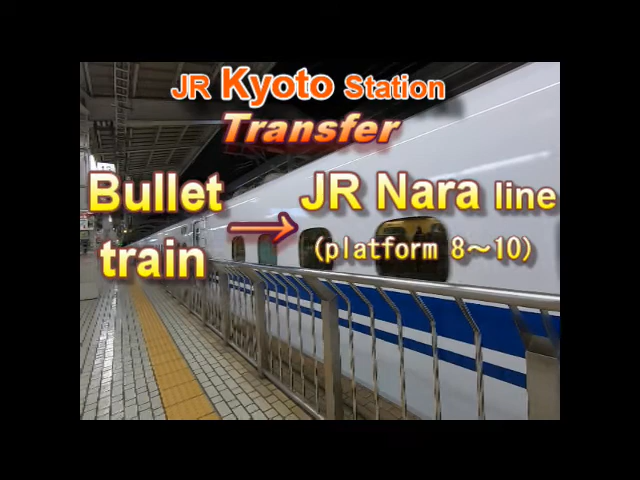 JR Kyoto Station
Transfer
Bullet train → JR Nara line
(platform 8～10)